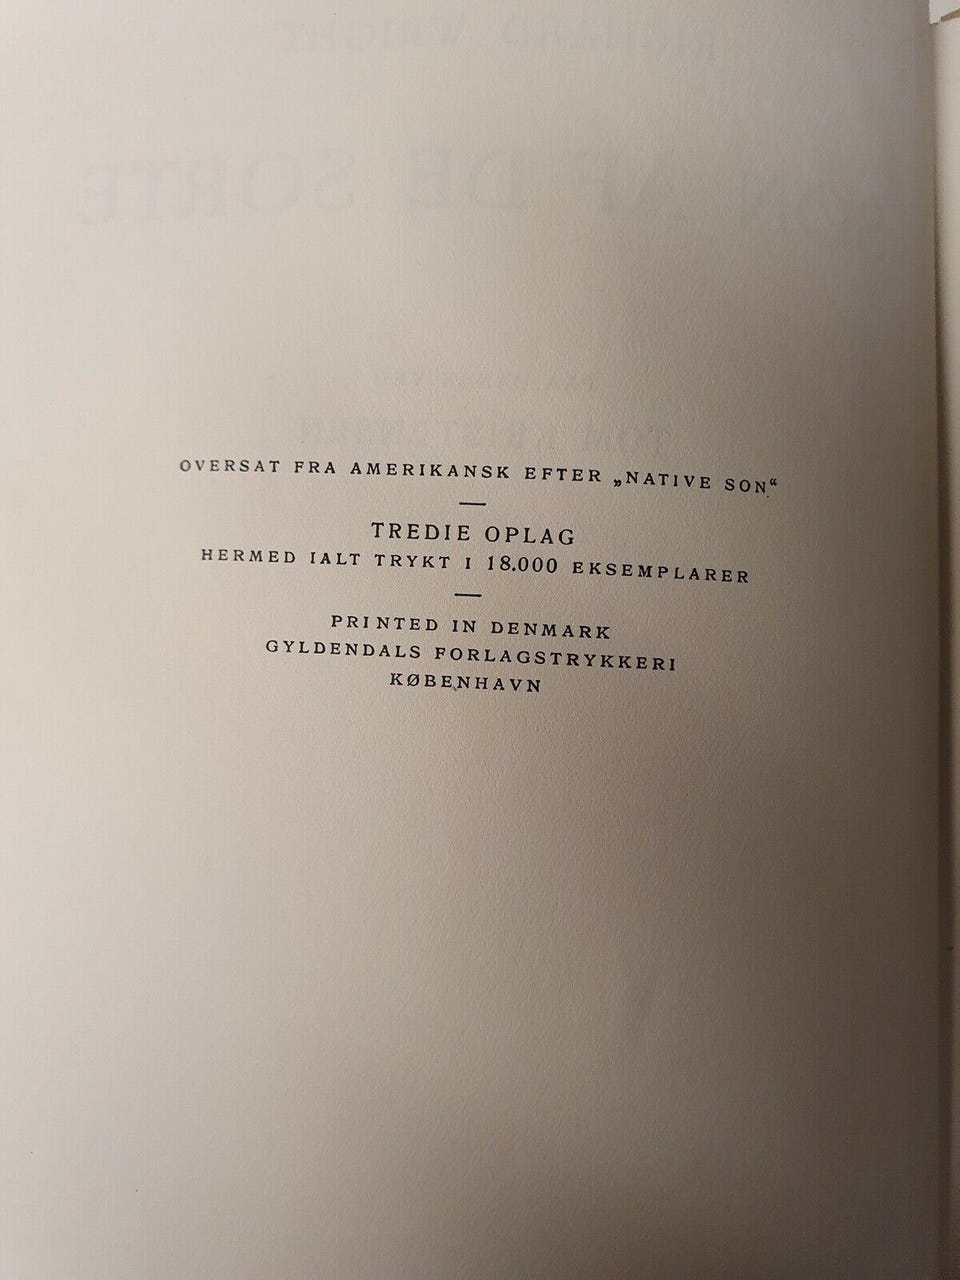 OVERSAT FRA AMERIKANSK EFTER „NATIVE SON“
TREDIE OPLAG
HERMED IALT TRYKT I 18.000 EKSEMPLARER
PRINTED IN DENMARK
GYLDENDALS FORLAGSTRYKKERI
KØBENHAVN